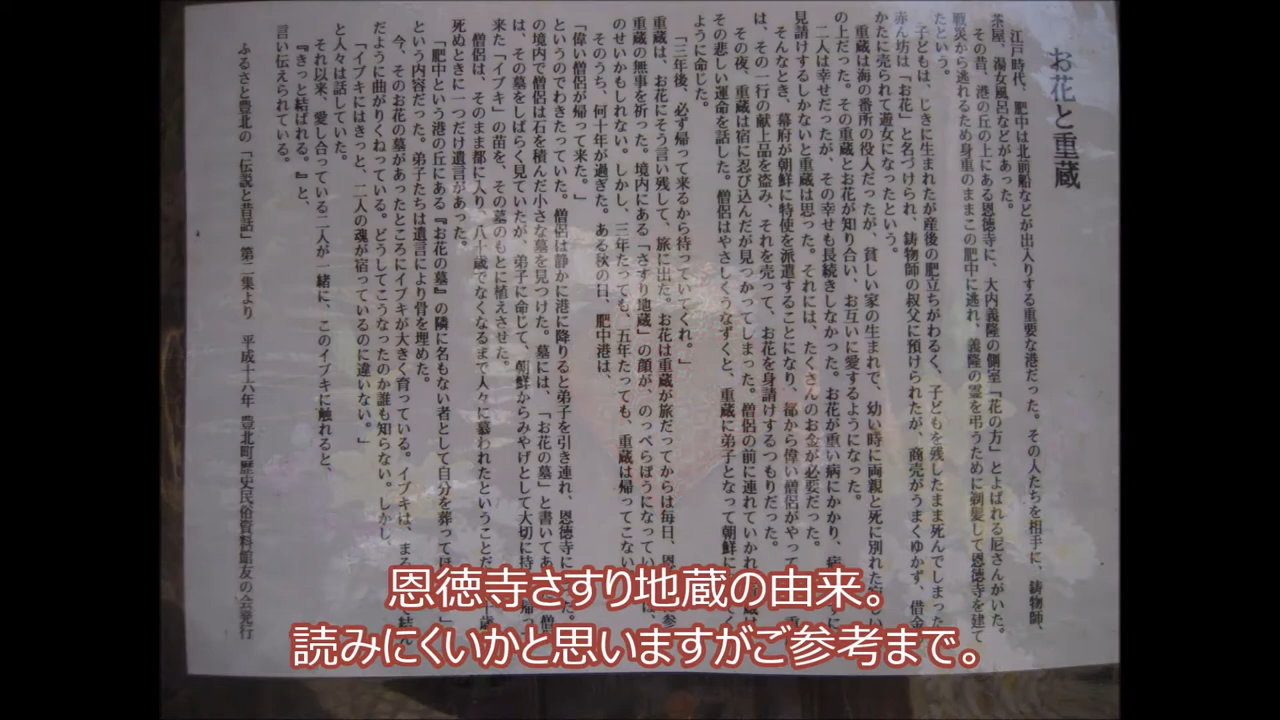 お花と重蔵
江戸時代、肥中は北前船などが出入りする重要な港だった。その人たちを相手に、鋳物師、
茶屋、湯女風呂などがあった。
その昔、港の丘の上にある恩徳寺に、大内義隆の側室「花の方」とよばれる尼さんがいた。
戦災から逃れるため身重のままこの肥中に逃れ、義隆の霊を弔うために剃髪して恩徳寺を建て
たという。
子どもは、じきに生まれたが産後の肥立ちがわるく、子どもを残したまま死んでしまった
赤ん坊は「お花」と名づけられ、鋳物師の叔父に預けられたが、商売がうまくゆかず、借金
かたに売られて遊女になったという。
重蔵は海の番所の役人だったが、貧しい家の生まれで、幼い時に両親と死に別れた
の上だった。その重蔵とお花が知り合い、お互いに愛するようになった。
二人は幸せだったが、その幸せも長続きしなかった。お花が重い病にかかり、
見請けするしかないと重蔵は思った。それには、たくさんのお金が必要だった。
そんなとき、幕府が朝鮮に特使を派遣することになり、都から偉い僧侶がやって
は、その一行の献上品を盗み、それを売って、お花を身請けするつもりだった。
その夜、重蔵は宿に忍び込んだが見つかってしまった。僧侶の前に連れていかれ
その悲しい運命を話した。僧侶はやさしくうなずくと、重蔵に弟子となって朝鮮に
ように命じた。
「三年後、必ず帰って来るから待っていてくれ。」
重蔵は、お花にそう言い残して、旅に出た。お花は重蔵が旅だってからは毎日、恩
重蔵の無事を祈った。境内にある「さすり地蔵」の顔が、のっぺらぼうになってい
のせいかもしれない。しかし、三年たっても、五年たっても、重蔵は帰ってこない
そのうち、何十年が過ぎた。ある秋の日、肥中港は、
「偉い僧侶が帰って来た。」
というのでわきたっていた。僧侶は静かに港に降りると弟子を引き連れ、恩徳寺に
の境内で僧侶は石を積んだ小さな墓を見つけた。墓には、「お花の墓」と書いてあ
は、その墓をしばらく見ていたが、弟子に命じて、朝鮮からみやげとして大切に持
来た「イブキ」の苗を、その墓のもとに植えさせた。
僧侶は、そのまま都に入り、八十歳でなくなるまで人々に慕われたということだ
死ぬときに一つだけ遺言があった。
「肥中という港の丘にある『お花の墓』の隣に名もない者として自分を葬って
という内容だった。弟子たちは遺言により骨を埋めた。
今、そのお花の墓があったところにイブキが大きく育っている。イブキは、まる
だように曲がりくねっている。どうしてこうなったのか誰も知らない。しかし、
「イブキにはきっと、二人の魂が宿っているのに違いない。」
と人々は話していた。
それ以来、愛し合っている二人が一緒に、このイブキに触れると、
『きっと結ばれる。』と、
言い伝えられている。
ふるさと豊北の「伝説と昔話」第二集より 平成十六年 豊北町歴史民俗資料館友の会発行
恩徳寺さすり地蔵の由来。
読みにくいかと思いますがご参考まで。